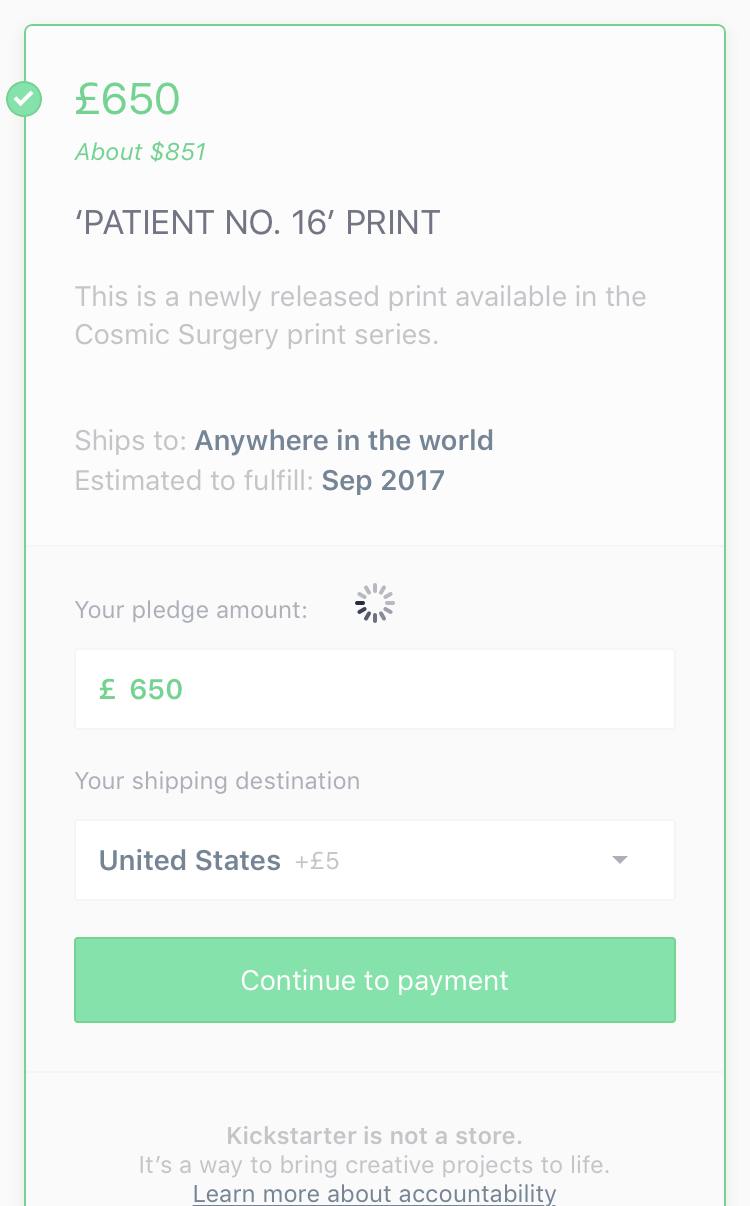 £650
About $851
‘PATIENT NO. 16’ PRINT
This is a newly released print available in the
Cosmic Surgery print series.
Ships to: Anywhere in the world
Estimated to fulfill: Sep 2017
Your pledge amount:
£ 650
Your shipping destination
United States +£5
Continue to payment
Kickstarter is not a store.
It’s a way to bring creative projects to life.
Learn more about accountability